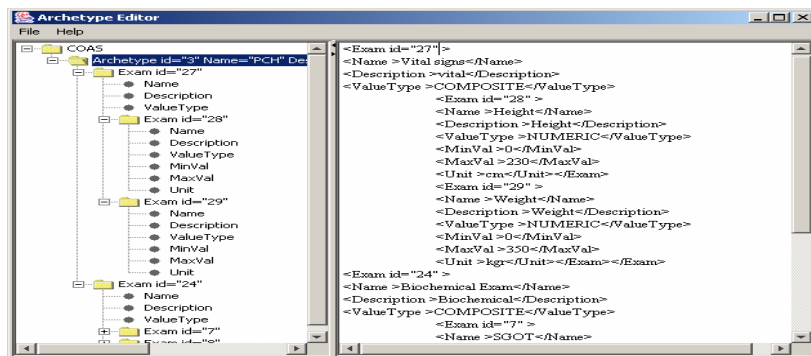 Archetype Editor
File Help
COAS
Archetype id="3" Name="PCH" De
Exam id="27"
Name
Description
ValueType
Exam id="28"
Name
Description
ValueType
MinVal
MaxVal
Unit
Exam id="29"
Name
Description
ValueType
MinVal
MaxVal
Unit
Exam id="24"
Name
Description
ValueType
Exam id="7"
<Exam id="27" >
<Name >Vital signs</Name>
<Description >vital</Description>
<ValueType >COMPOSITE</ValueType>
<Exam id="28" >
<Name >Height</Name>
<Description >Height</Description>
<ValueType >NUMERIC</ValueType>
<MinVal >0</MinVal>
<MaxVal >230</MaxVal>
<Unit >cm</Unit></Exam>
<Exam id="29" >
<Name >Weight</Name>
<Description >Weight</Description>
<ValueType >NUMERIC</ValueType>
<MinVal >0</MinVal>
<MaxVal >350</MaxVal>
<Unit >kgr</Unit></Exam></Exam>
<Exam id="24" >
<Name >Biochemical Exam</Name>
<Description >Biochemical</Description>
<ValueType >COMPOSITE</ValueType>
<Exam id="7" >
<Name >SGOT</Name>